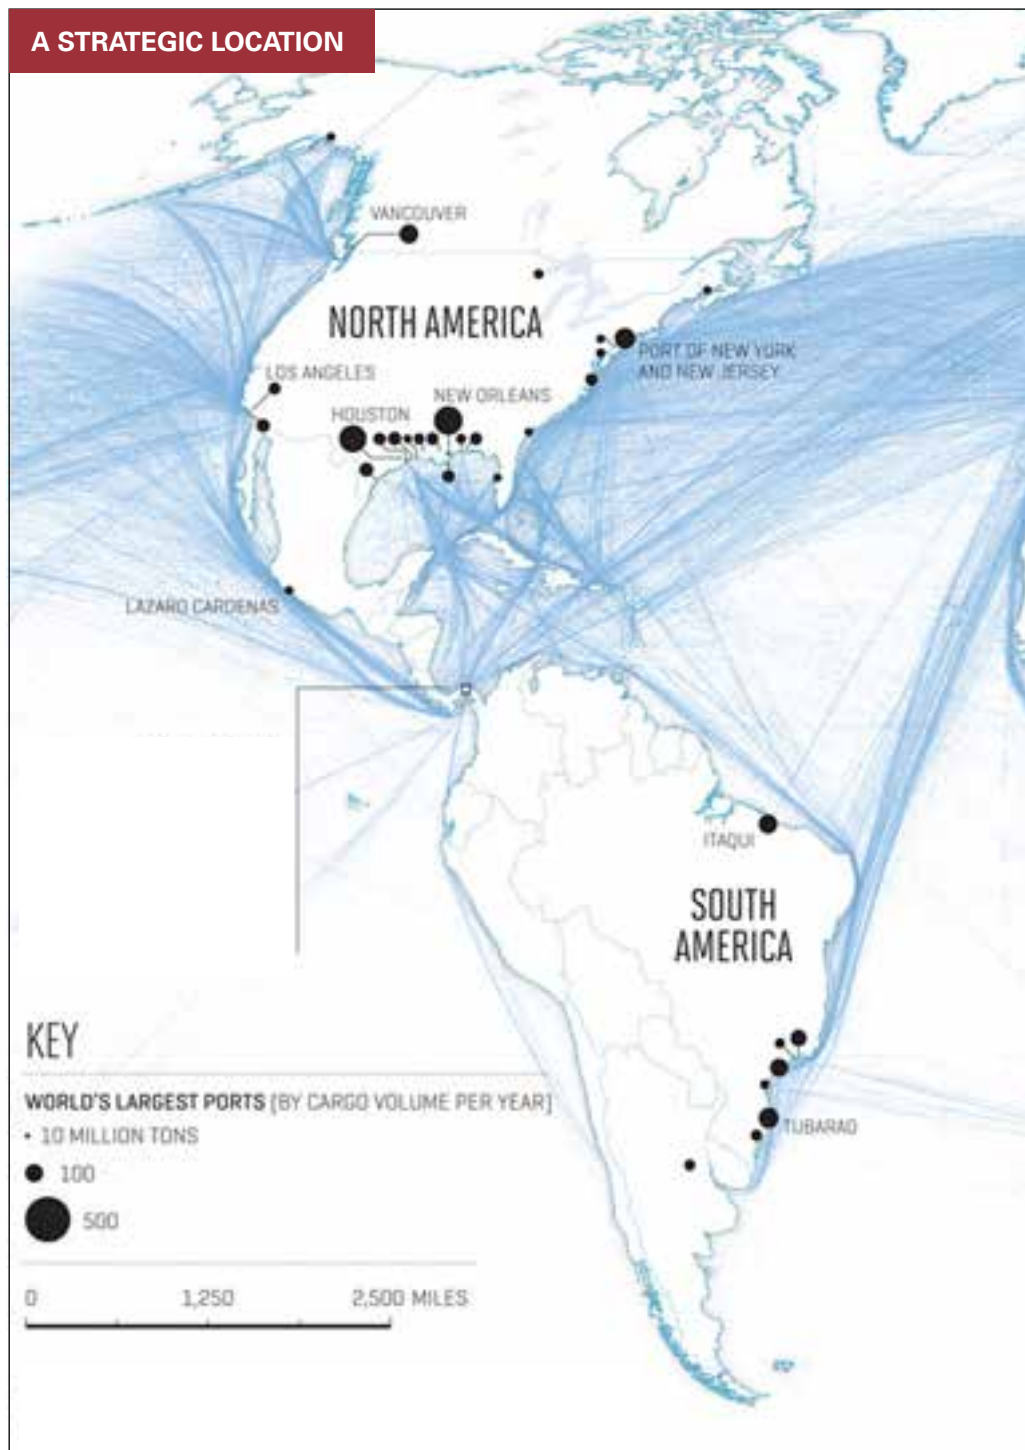 A STRATEGIC LOCATION
VANCOUVER
NORTH AMERICA
PORT OF NEW YORK
AND NEW JERSEY
LOS ANGELES
NEW ORLEANS
HOUSTON
LAZARO CARDENAS
ITAQUI
SOUTH
AMERICA
TUBARAO
KEY
WORLD'S LARGEST PORTS (BY CARGO VOLUME PER YEAR)
10 MILLION TONS
100
500
0 1,250 2,500 MILES